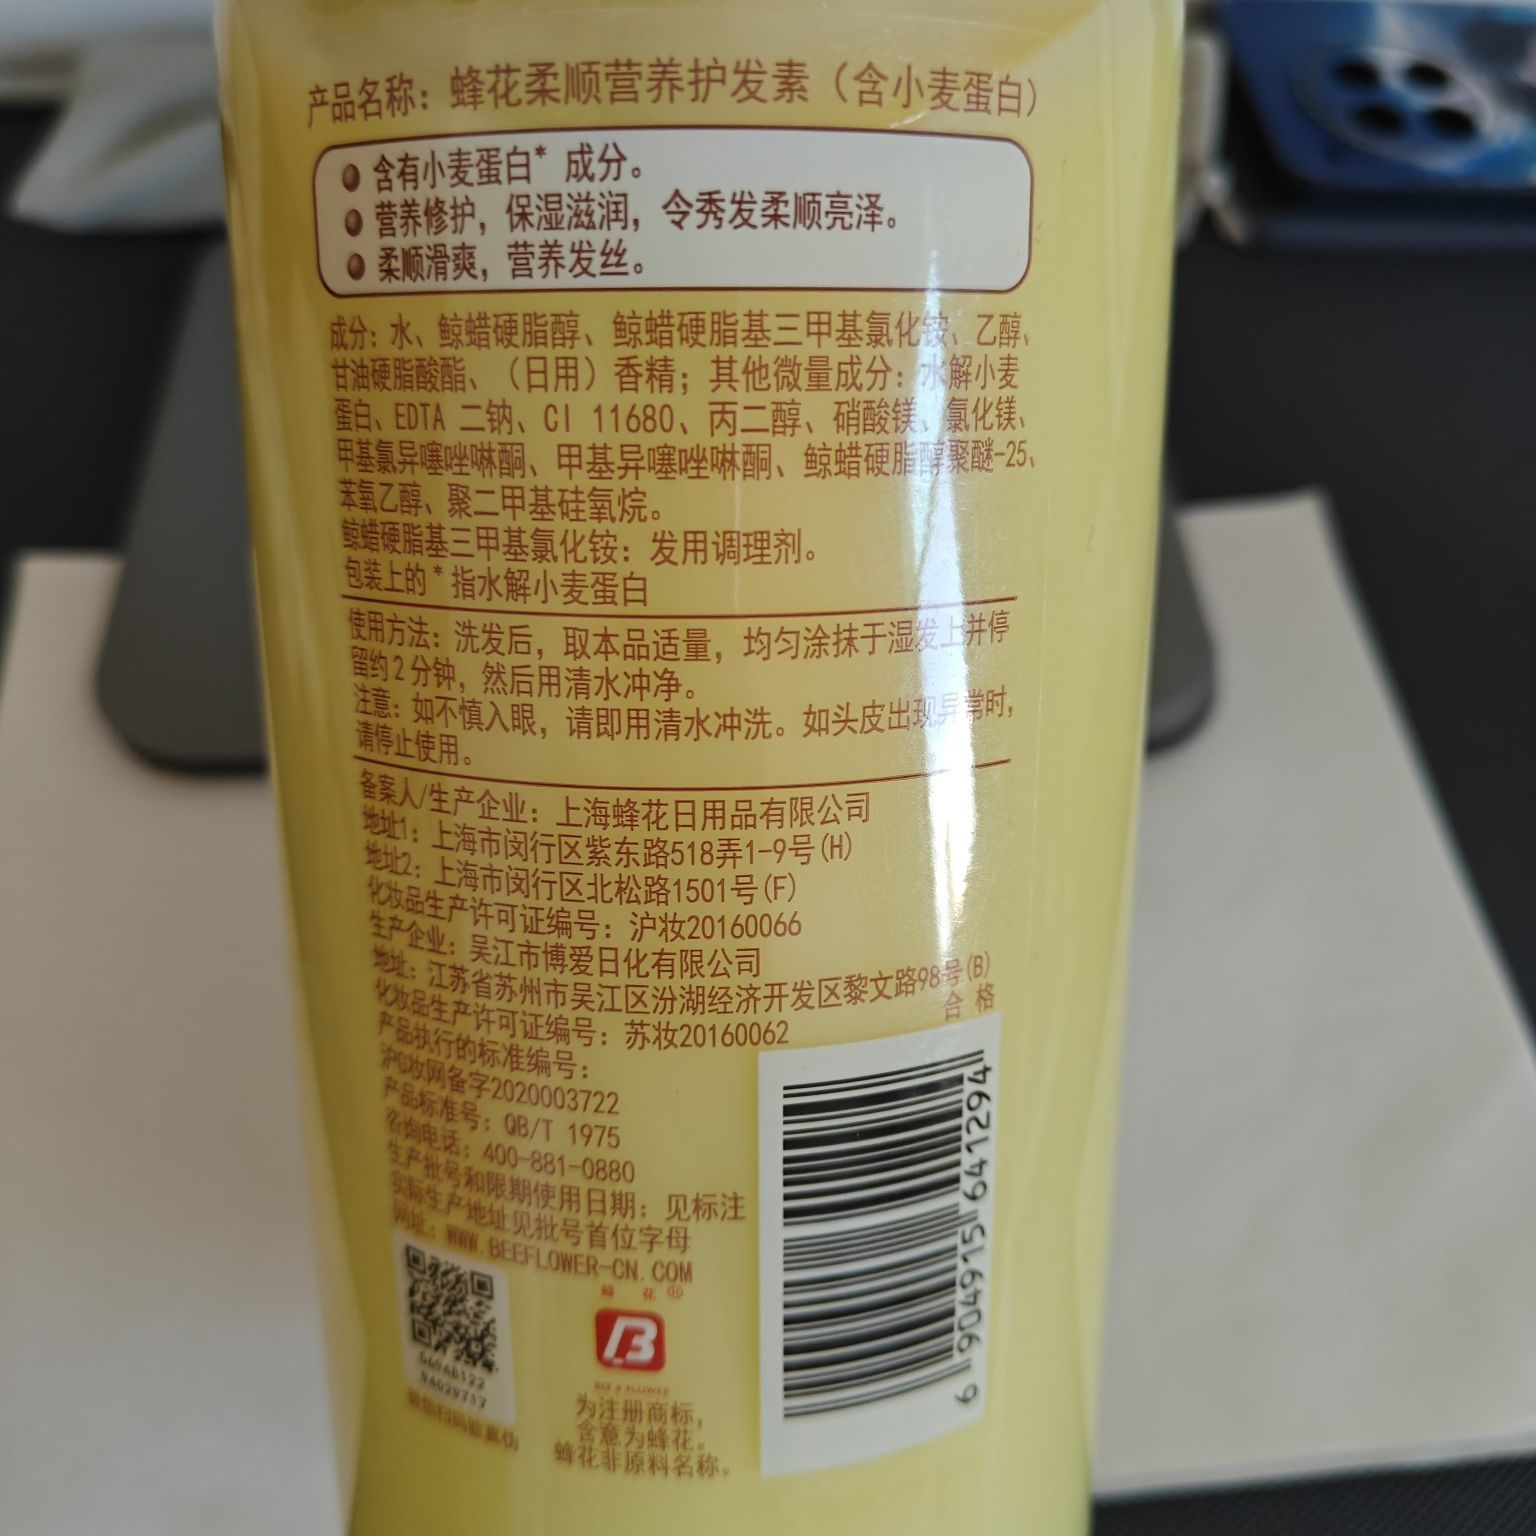 产品名称：蜂花柔顺营养护发素（含小麦蛋白）
含有小麦蛋白* 成分。
营养修护，保湿滋润，令秀发柔顺亮泽。
柔顺滑爽，营养发丝。
成分：水、鲸蜡硬脂醇、鲸蜡硬脂基三甲基氯化铵、乙醇、
甘油硬脂酸酯、（日用）香精；其他微量成分：水解小麦
蛋白、EDTA 二钠、CI 11680、丙二醇、硝酸镁、氯化镁、
甲基氯异噻唑啉酮、甲基异噻唑啉酮、鲸蜡硬脂醇聚醚-25、
苯氧乙醇、聚二甲基硅氧烷。
鲸蜡硬脂基三甲基氯化铵：发用调理剂。
包装上的 * 指水解小麦蛋白
使用方法：洗发后，取本品适量，均匀涂抹于湿发上并停
留约2分钟，然后用清水冲净。
注意：如不慎入眼，请即用清水冲洗。如头皮出现异常时，
请停止使用。
备案人/生产企业：上海蜂花日用品有限公司
地址1：上海市闵行区紫东路518弄1-9号(H)
地址2：上海市闵行区北松路1501号(F)
化妆品生产许可证编号：沪妆20160066
生产企业：吴江市博爱日化有限公司
地址：江苏省苏州市吴江区汾湖经济开发区黎文路98号(B)
化妆品生产许可证编号：苏妆20160062
合 格
产品执行的标准编号：
沪G妆网备字2020003722
产品标准号：QB/T 1975
咨询电话：400-881-0880
生产批号和限期使用日期：见标注
实际生产地址见批号首位字母
网址：WWW.BEEFLOWER-CN.COM
蜂 花®
B
BEE & FLOWER
为注册商标，
含意为蜂花。
蜂花非原料名称。
6 904915 641294